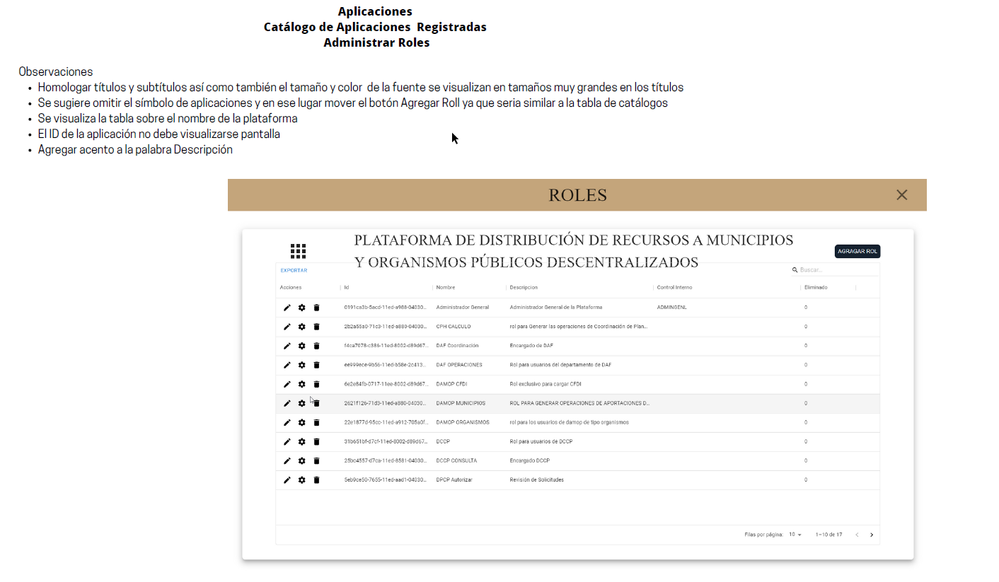 Aplicaciones
Catálogo de Aplicaciones Registradas
Administrar Roles
Observaciones
• Homologar títulos y subtítulos así como también el tamaño y color de la fuente se visualizan en tamaños muy grandes en los títulos
• Se sugiere omitir el símbolo de aplicaciones y en ese lugar mover el botón Agregar Roll ya que seria similar a la tabla de catálogos
• Se visualiza la tabla sobre el nombre de la plataforma
• El ID de la aplicación no debe visualizarse pantalla
• Agregar acento a la palabra Descripción
ROLES
PLATAFORMA DE DISTRIBUCIÓN DE RECURSOS A MUNICIPIOS
Y ORGANISMOS PÚBLICOS DESCENTRALIZADOS
AGRAGAR ROL
EXPORTAR Buscar...
Acciones Id Nombre Descripcion Control Interno Eliminado
0191ca3b-5acd-11ed-a988-04030... Administrador General Administrador General de la Plataforma ADMINGENL 0
2b2a55a0-71c3-11ed-a880-04030... CPH CALCULO rol para Generar las operaciones de Coordinación de Plan... 0
f4ca7078-c386-11ed-8002-d89d67... DAF Coordinación Encargado de DAF 0
ee999ece-9b56-11ed-b58e-2c413... DAF OPERACIONES Rol para usuarios del departamento de DAF 0
6e2e84fb-0717-11ee-8002-d89d67... DAMOP CFDI Rol exclusivo para cargar CFDI 0
2621f126-71d3-11ed-a880-04030... DAMOP MUNICIPIOS ROL PARA GENERAR OPERACIONES DE APORTACIONES D... 0
22e1877d-95cc-11ed-a912-705a0f... DAMOP ORGANISMOS rol para los usuarios de damop de tipo organismos 0
31b651bf-d7cf-11ed-8002-d89d67... DCCP Rol para usuarios de DCCP 0
25bc4557-d7ca-11ed-8581-04030... DCCP CONSULTA Encargado DCCP 0
5eb9ce50-7655-11ed-aad1-04030... DPCP Autorizar Revisión de Solicitudes 0
Filas por página: 10 1–10 de 17